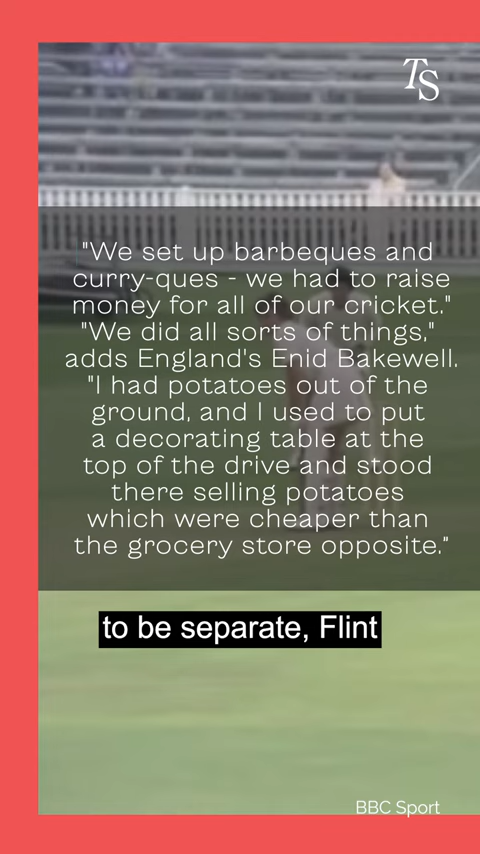 TS
"We set up barbeques and
curry-ques - we had to raise
money for all of our cricket."
"We did all sorts of things,"
adds England's Enid Bakewell.
"I had potatoes out of the
ground, and I used to put
a decorating table at the
top of the drive and stood
there selling potatoes
which were cheaper than
the grocery store opposite."
to be separate, Flint
BBC Sport